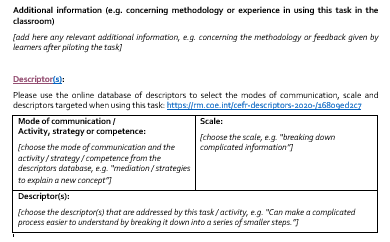 Additional information (e.g. concerning methodology or experience in using this task in the
classroom)
[add here any relevant additional information, e.g. concerning the methodology or feedback given by
learners after piloting the task]
Descriptor(s):
Please use the online database of descriptors to select the modes of communication, scale and
descriptors targeted when using this task: https://rm.coe.int/cefr-descriptors-2020-/16809ed2c7
Mode of communication /
Activity, strategy or competence:
[choose the mode of communication and the
activity / strategy / competence from the
descriptors database, e.g. "mediation / strategies
to explain a new concept"]
Scale:
[choose the scale, e.g. "breaking down
complicated information"]
Descriptor(s):
[choose the descriptor(s) that are addressed by this task / activity, e.g. "Can make a complicated
process easier to understand by breaking it down into a series of smaller steps."]